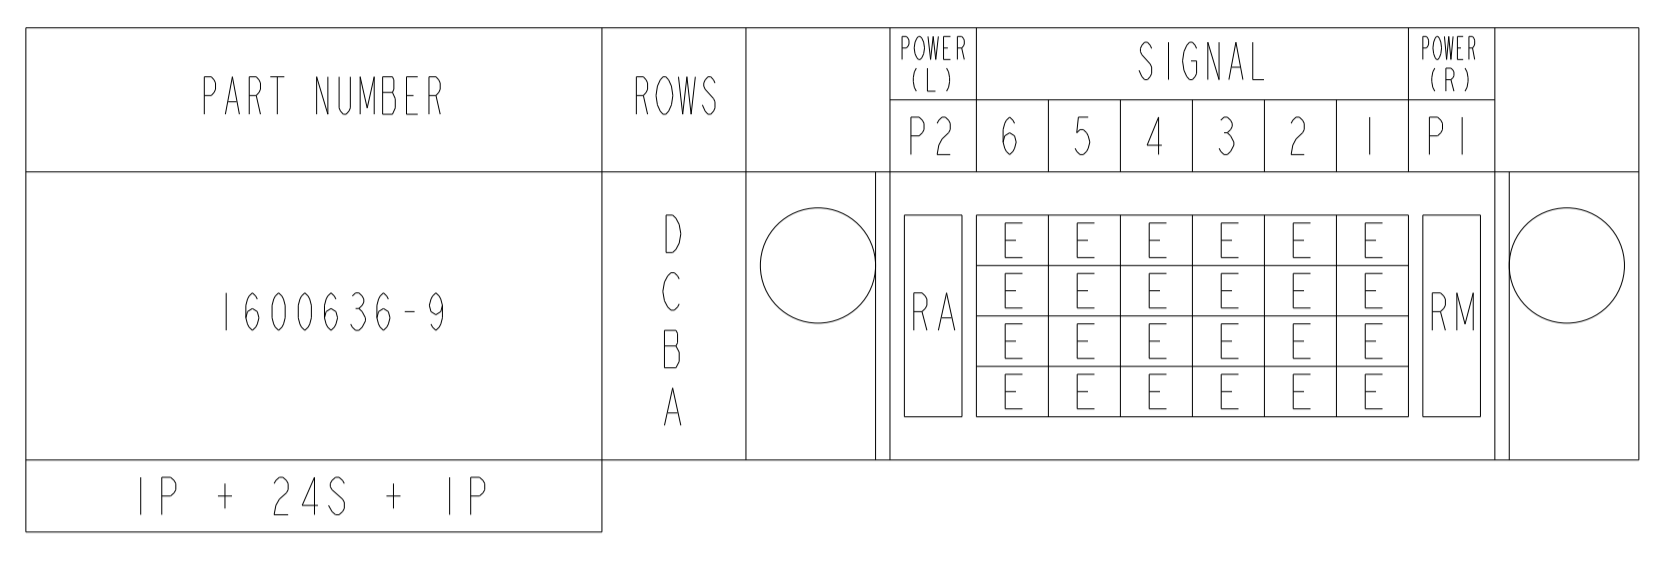 PART NUMBER ROWS POWER (L) SIGNAL POWER (R)
P2 6 5 4 3 2 1 P1
D E E E E E E
C E E E E E E
1600636-9 RA RM
B E E E E E E
A E E E E E E
1P + 24S + 1P